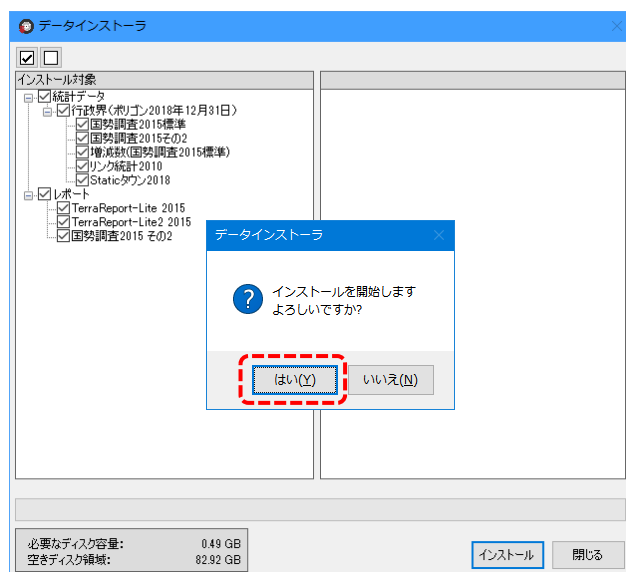 データインストーラ
インストール対象
統計データ
行政界(ポリゴン2018年12月31日)
国勢調査2015標準
国勢調査2015その2
増減数(国勢調査2015標準)
リンク統計2010
Staticタウン2018
レポート
TerraReport-Lite 2015
TerraReport-Lite2 2015
国勢調査2015 その2
データインストーラ
インストールを開始します
よろしいですか?
はい(Y)
いいえ(N)
必要なディスク容量: 0.49 GB
空きディスク領域: 82.92 GB
インストール
閉じる